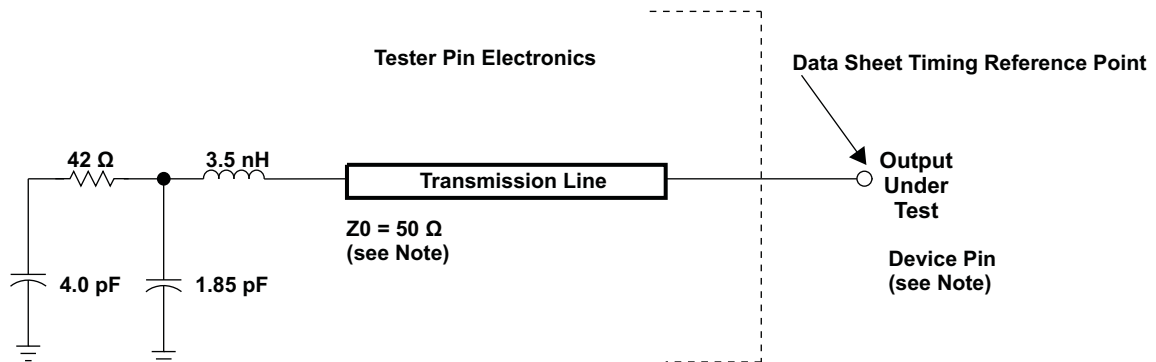 Tester Pin Electronics
Data Sheet Timing Reference Point
42 Ω
3.5 nH
Transmission Line
Output
Under
Test
Z0 = 50 Ω
(see Note)
Device Pin
(see Note)
4.0 pF
1.85 pF